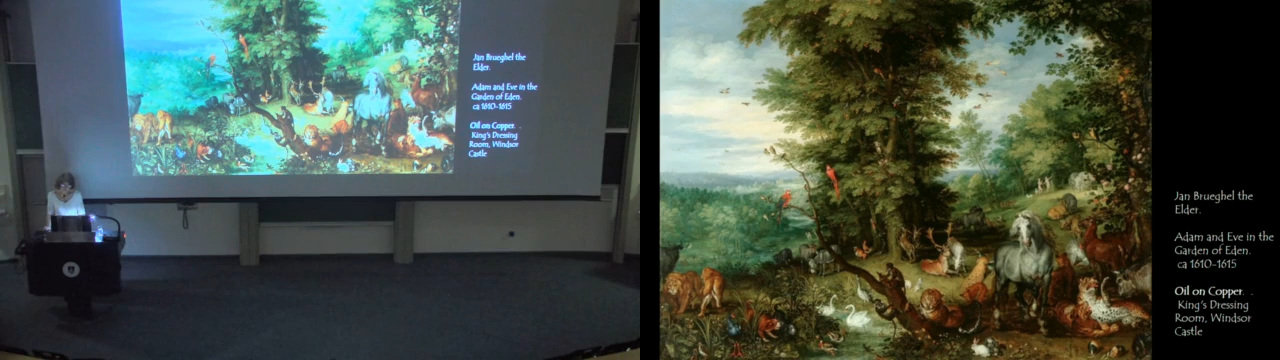 Jan Brueghel the
Elder.
Adam and Eve in the
Garden of Eden.
ca 1610-1615
Oil on Copper. .
King's Dressing
Room, Windsor
Castle
Jan Brueghel the
Elder.
Adam and Eve in the
Garden of Eden.
ca 1610-1615
Oil on Copper. .
King's Dressing
Room, Windsor
Castle